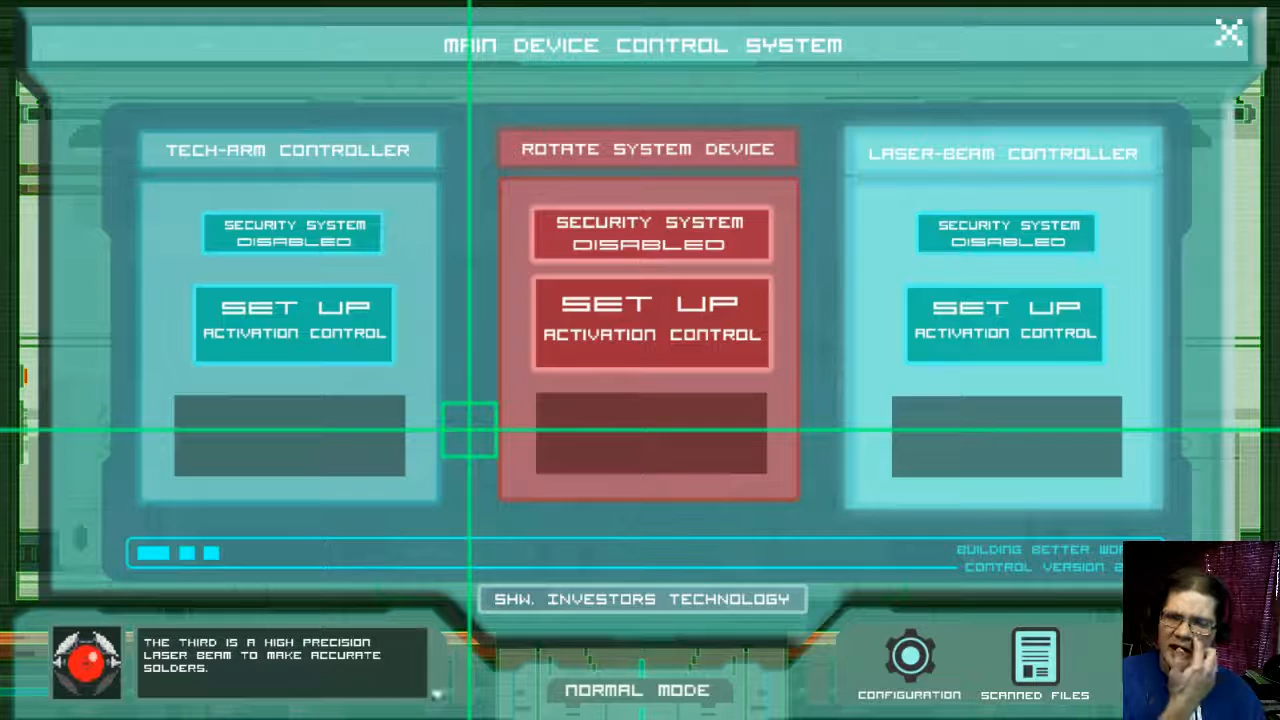 MAIN DEVICE CONTROL SYSTEM
TECH-ARM CONTROLLER
SECURITY SYSTEM
DISABLED
SET UP
ACTIVATION CONTROL
ROTATE SYSTEM DEVICE
SECURITY SYSTEM
DISABLED
SET UP
ACTIVATION CONTROL
LASER-BEAM CONTROLLER
SECURITY SYSTEM
DISABLED
SET UP
ACTIVATION CONTROL
BUILDING BETTER
CONTROL VERSION
SHW. INVESTORS TECHNOLOGY
THE THIRD IS A HIGH PRECISION
LASER BEAM TO MAKE ACCURATE
SOLDERS.
NORMAL MODE
CONFIGURATION
SCANNED FILES